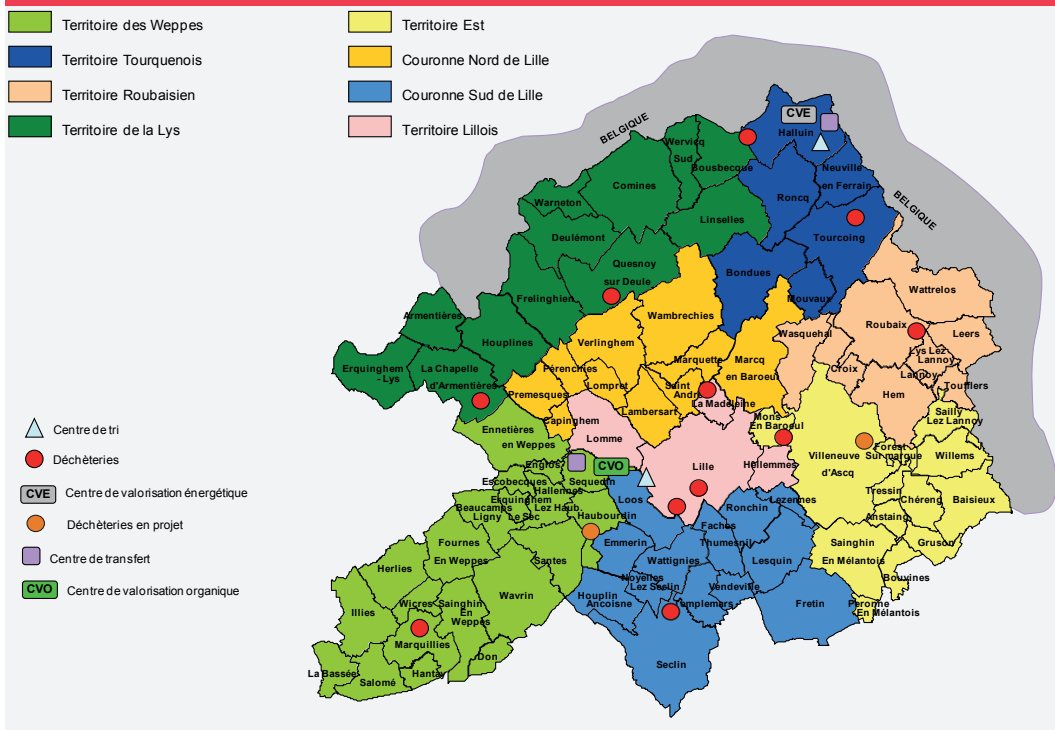 Territoire des Weppes
Territoire Tourquenois
Territoire Roubaisien
Territoire de la Lys
Territoire Est
Couronne Nord de Lille
Couronne Sud de Lille
Territoire Lillois
BELGIQUE
BELGIQUE
CVE
Halluin
Wervicq
Sud
Bousbecque
Neuville
en Ferrain
Comines
Roncq
Warneton
Linselles
Tourcoing
Deulémont
Quesnoy
sur Deule
Bondues
Mouvaux
Frelinghien
Wattrelos
Armentières
Wambrechies
Roubaix
Wasquehal
Leers
Houplines
Verlinghem
Lys Lez
Lannoy
Marquette
Marcq
en Baroeul
Erquinghem
- Lys
La Chapelle
d'Armentières
Pérenchies
Croix
Lannoy
Toufflers
Premesques
Lompret
Saint
André
La Madeleine
Hem
Lambersart
Capinghem
Mons
En Baroeul
Sailly
Lez Lannoy
Ennetières
en Weppes
Lomme
Forest
Sur marque
Villeneuve
d'Ascq
Willems
Englos
CVO
Lille
Hellemmes
Escobecques
Sequedin
Hallennes
Lez Haub.
Erquinghem
Le Sec
Beaucamps
Ligny
Loos
Haubourdin
Ronchin
Lezennes
Tressin
Chéreng
Baisieux
Anstaing
Faches
Thumesnil
Fournes
En Weppes
Emmerin
Sainghin
En Mélantois
Gruson
Herlies
Santes
Wattignies
Lesquin
Noyelles
Lez Seclin
Vendeville
Bouvines
Illies
Wicres
Sainghin
En
Weppes
Wavrin
Houplin
Ancoisne
Templemars
Fretin
Peronne
En Mélantois
Marquillies
Don
Seclin
La Bassée
Salomé
Hantay
Centre de tri
Déchèteries
CVE Centre de valorisation énergétique
Déchèteries en projet
Centre de transfert
CVO Centre de valorisation organique